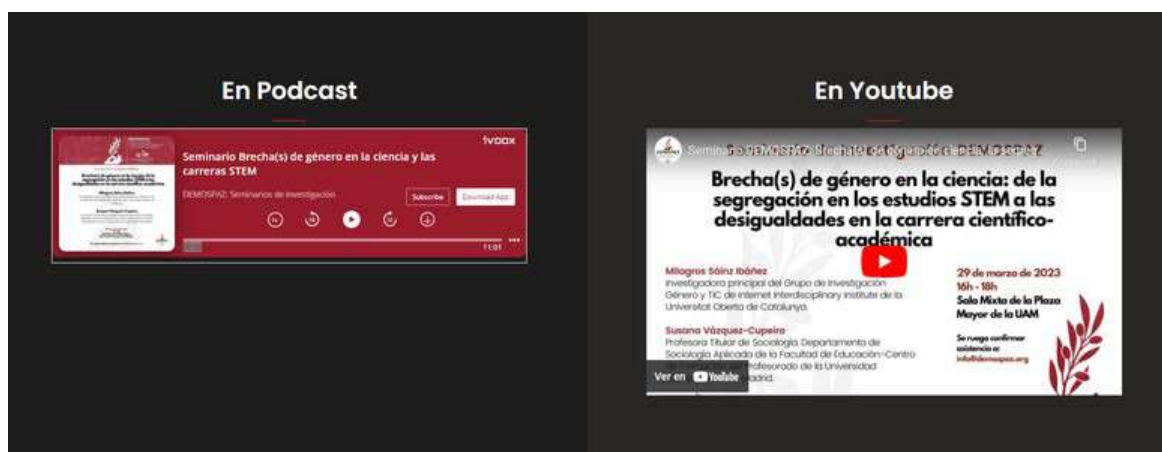 En Podcast
ivoox
Seminario Brecha(s) de género en la ciencia y las
carreras STEM
DEMOSPAZ: Seminarios de Investigación
Subscribe
Download App
11:01
En Youtube
Seminario DEMOSPAZ
Brecha(s) de género en la ciencia: de la
segregación en los estudios STEM a las
desigualdades en la carrera científico-
académica
Milagros Sáinz Ibáñez
Investigadora principal del Grupo de Investigación
Género y TIC de Internet Interdisciplinary Institute de la
Universitat Oberta de Catalunya.
Susana Vázquez-Cupeiro
Profesora Titular de Sociología, Departamento de
Sociología Aplicada de la Facultad de Educación-Centro
Profesorado de la Universidad
Madrid.
29 de marzo de 2023
16h - 18h
Sala Mixta de la Plaza
Mayor de la UAM
Se ruega confirmar
asistencia a:
info@demospaz.org
Ver en YouTube